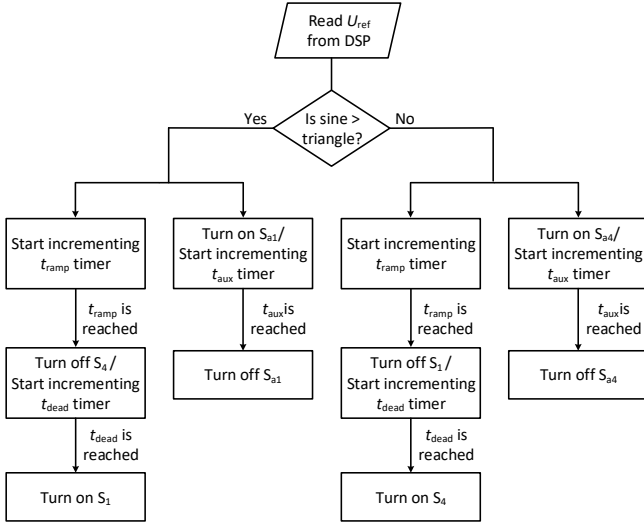 Read U_ref
from DSP
Is sine >
triangle?
Yes
No
Start incrementing
t_ramp timer
Turn on S_a1/
Start incrementing
t_aux timer
Start incrementing
t_ramp timer
Turn on S_a4/
Start incrementing
t_aux timer
t_ramp is
reached
t_aux is
reached
t_ramp is
reached
t_aux is
reached
Turn off S_4/
Start incrementing
t_dead timer
Turn off S_a1
Turn off S_1/
Start incrementing
t_dead timer
Turn off S_a4
t_dead is
reached
t_dead is
reached
Turn on S_1
Turn on S_4